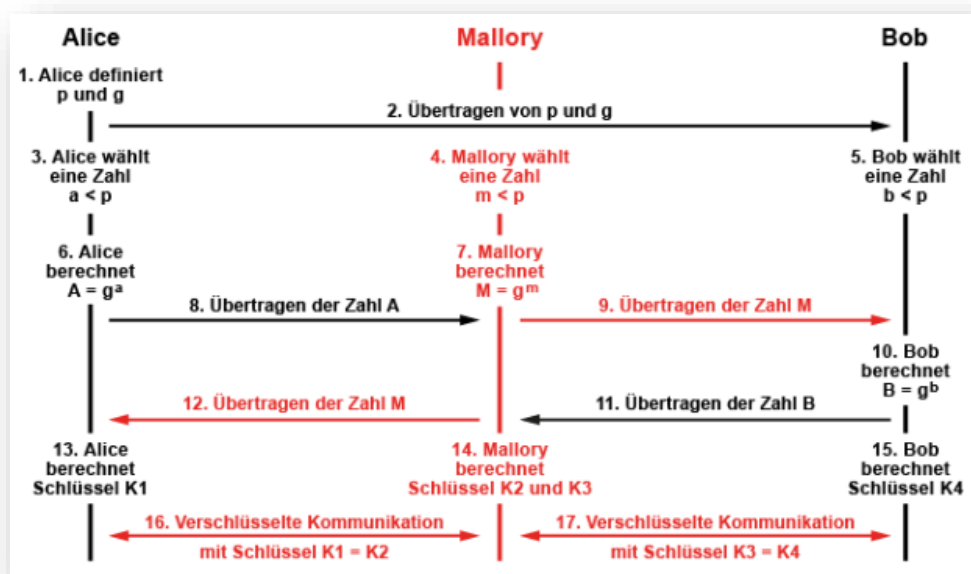 Alice
Mallory
Bob
1. Alice definiert
p und g
2. Übertragen von p und g
3. Alice wählt
eine Zahl
a < p
4. Mallory wählt
eine Zahl
m < p
5. Bob wählt
eine Zahl
b < p
6. Alice
berechnet
A = gᵃ
7. Mallory
berechnet
M = gᵐ
8. Übertragen der Zahl A
9. Übertragen der Zahl M
10. Bob
berechnet
B = gᵇ
12. Übertragen der Zahl M
11. Übertragen der Zahl B
13. Alice
berechnet
Schlüssel K1
14. Mallory
berechnet
Schlüssel K2 und K3
15. Bob
berechnet
Schlüssel K4
16. Verschlüsselte Kommunikation
mit Schlüssel K1 = K2
17. Verschlüsselte Kommunikation
mit Schlüssel K3 = K4